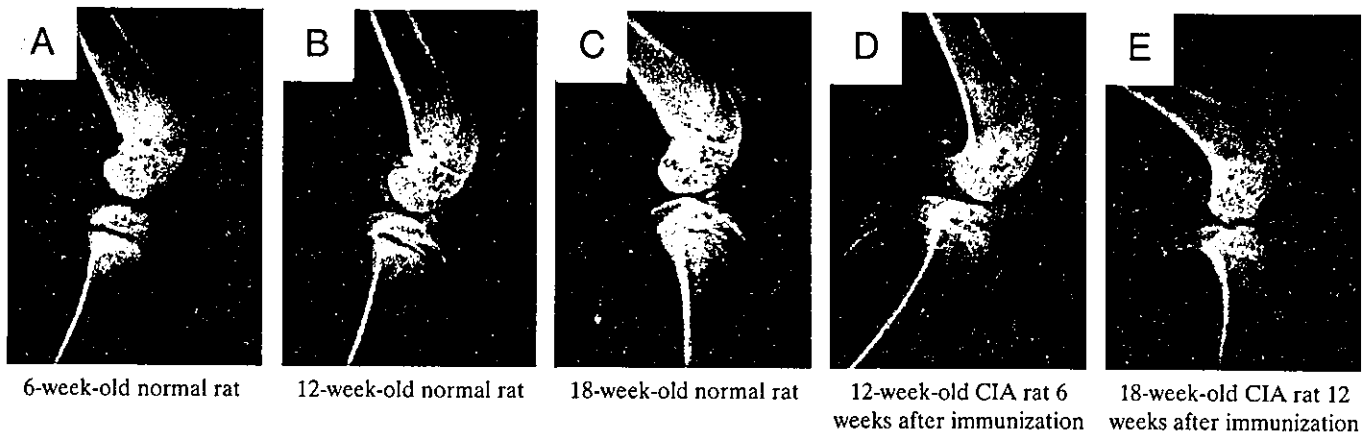 A
B
C
D
E
6-week-old normal rat
12-week-old normal rat
18-week-old normal rat
12-week-old CIA rat 6
weeks after immunization
18-week-old CIA rat 12
weeks after immunization